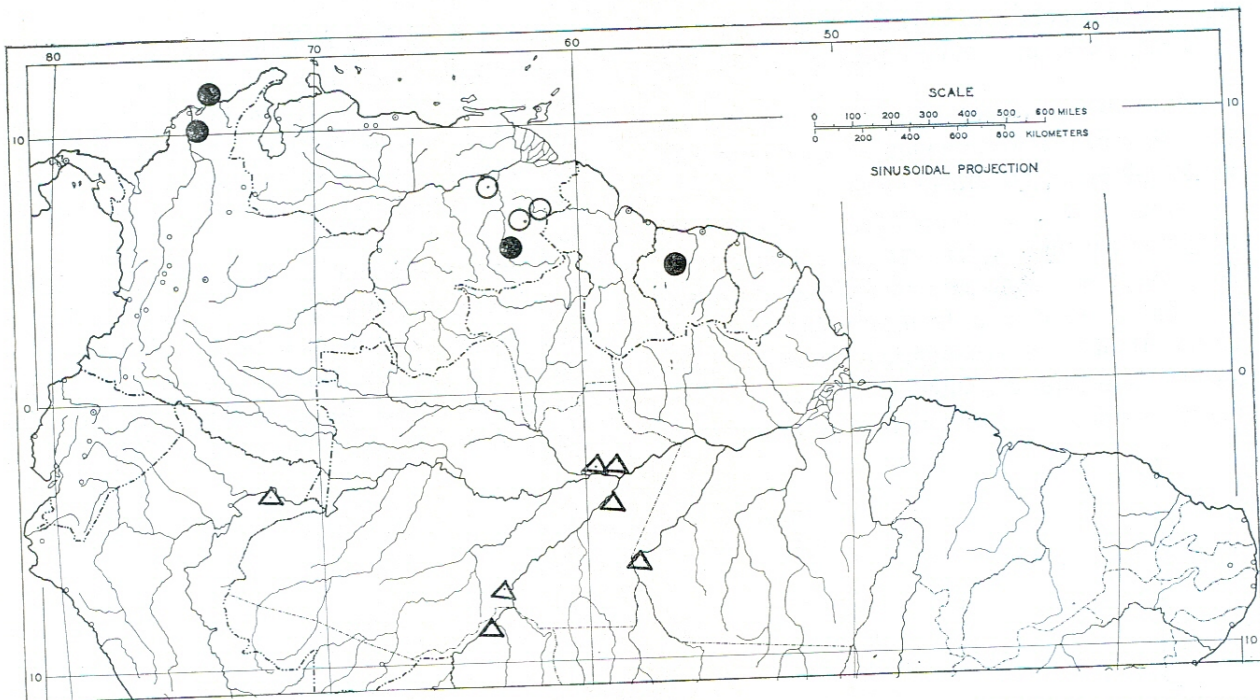 80 70 60 50 40
SCALE
0 100 200 300 400 500 600 MILES
0 200 400 600 800 KILOMETERS
SINUSOIDAL PROJECTION
10 10
0 0
10 10